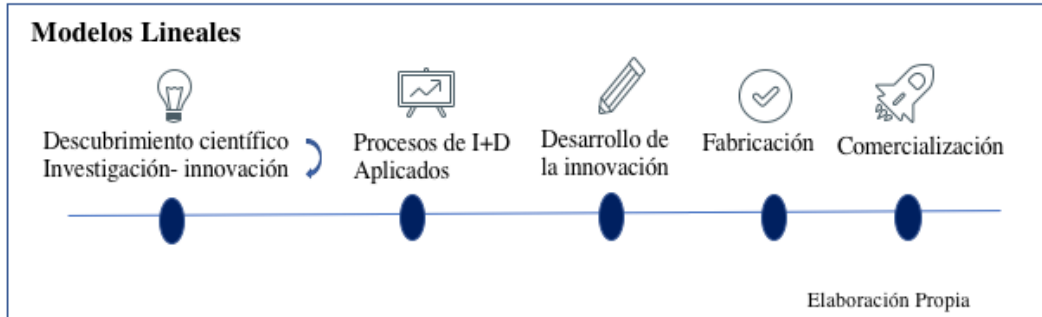 Modelos Lineales
Descubrimiento científico
Investigación- innovación
Procesos de I+D
Aplicados
Desarrollo de
la innovación
Fabricación
Comercialización
Elaboración Propia